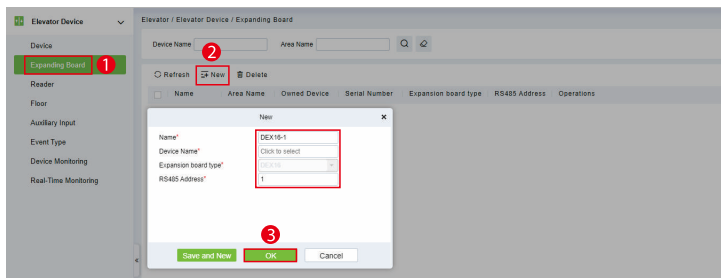 Elevator Device
Elevator / Elevator Device / Expanding Board
Device
Expanding Board
Reader
Floor
Auxiliary Input
Event Type
Device Monitoring
Real-Time Monitoring
1
Device Name
Area Name
2
Refresh
New
Delete
Name Area Name Owned Device Serial Number Expansion board type RS485 Address Operations
New
Name* DEX16-1
Device Name* Click to select
Expansion board type* DEX16
RS485 Address* 1
3
Save and New OK Cancel